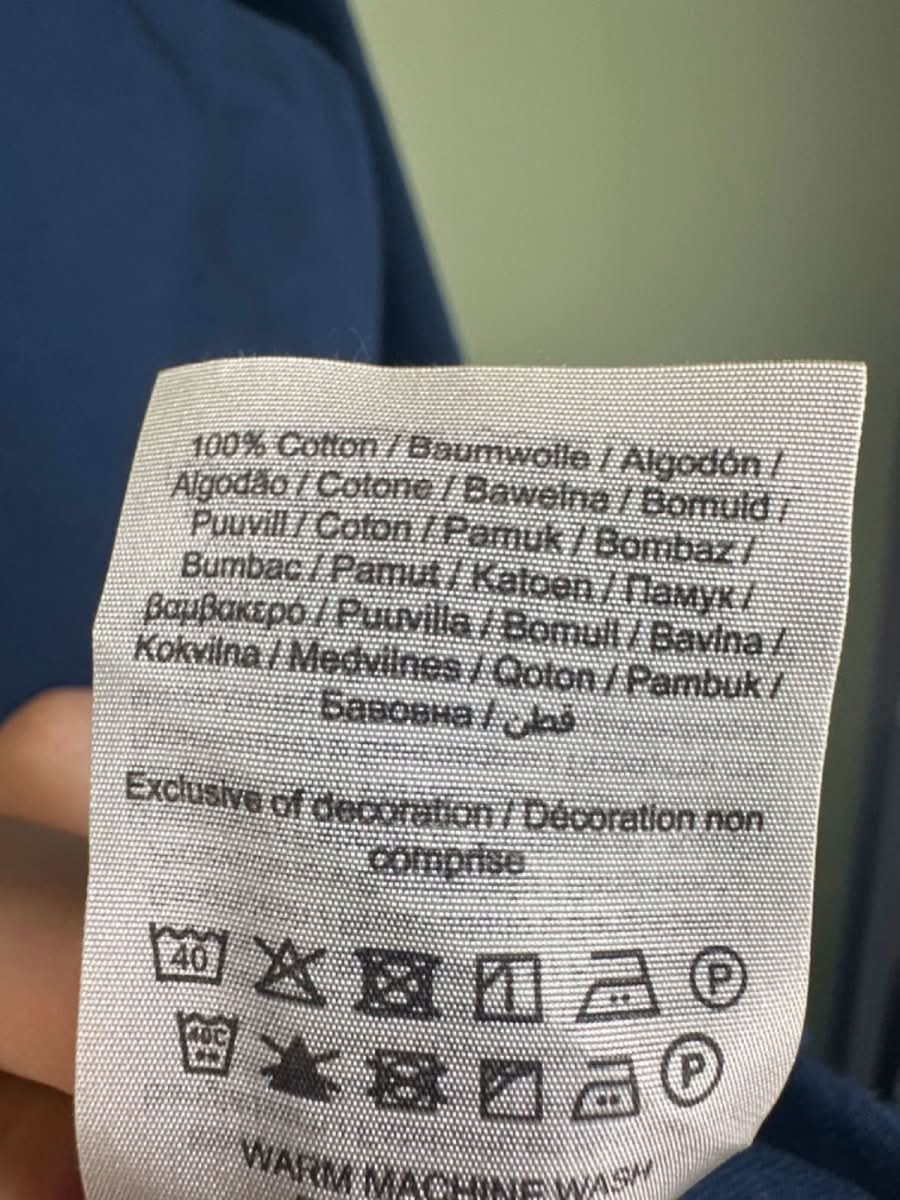 100% Cotton / Baumwolle / Algodón /
Algodão / Cotone / Bawełna / Bomuld /
Puuvill / Coton / Pamuk / Bombaž /
Bumbac / Pamut / Katoen / Памук /
βαμβακερό / Puuvilla / Bomull / Bavlna /
Kokvilna / Medvilnės / Qoton / Pambuk /
Бавовна / قطن
Exclusive of decoration / Décoration non
comprise
40 P
40C P
WARM MACHINE WASH